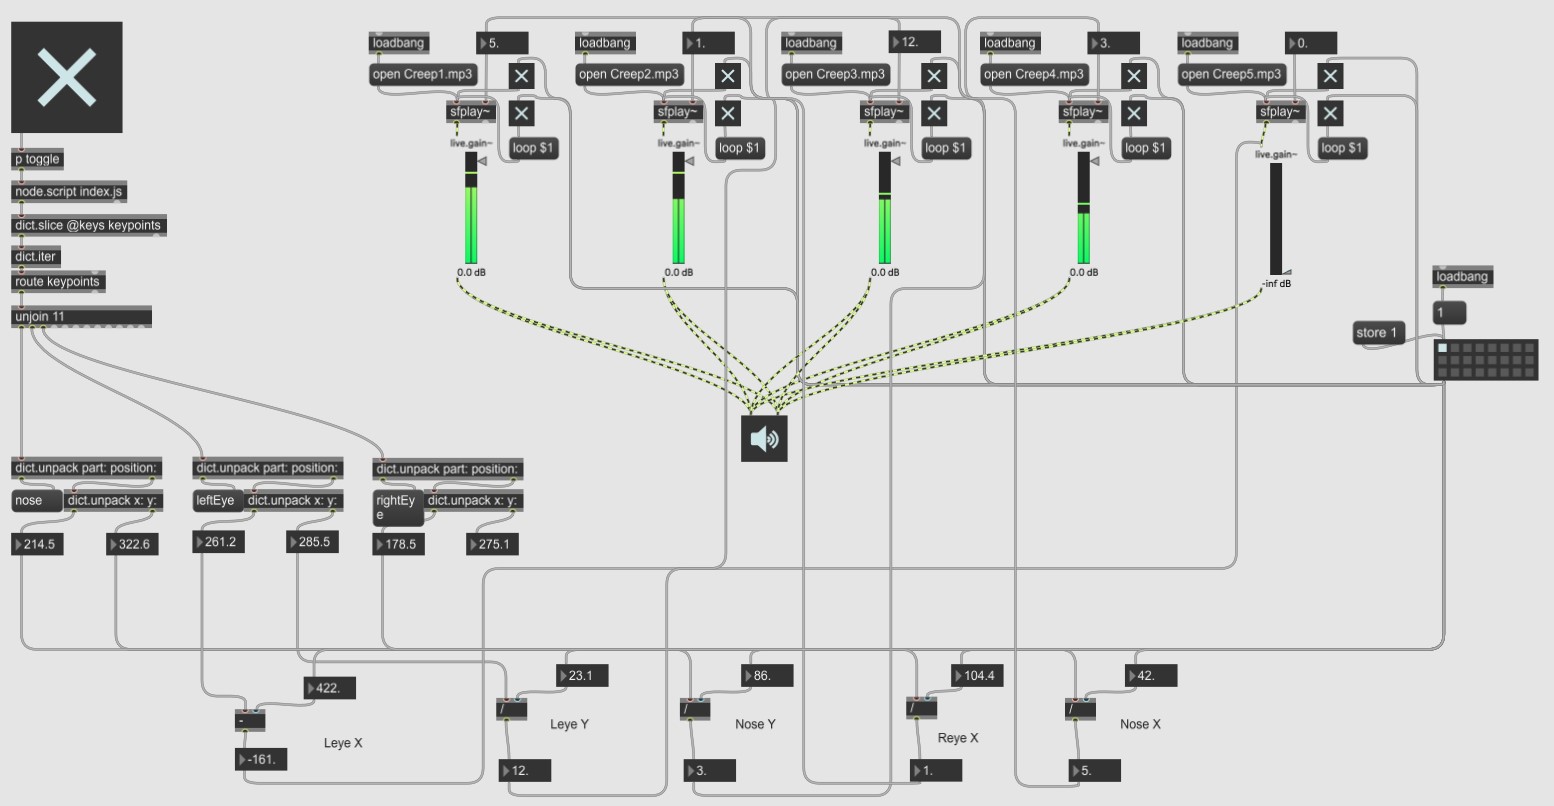 loadbang
5.
loadbang
1.
loadbang
12.
loadbang
3.
loadbang
0.
open Creep1.mp3
open Creep2.mp3
open Creep3.mp3
open Creep4.mp3
open Creep5.mp3
sfplay~
sfplay~
sfplay~
sfplay~
sfplay~
live.gain~
loop $1
live.gain~
loop $1
live.gain~
loop $1
live.gain~
loop $1
live.gain~
loop $1
p toggle
node.script index.js
dict.slice @keys keypoints
dict.iter
route keypoints
unjoin 11
0.0 dB
0.0 dB
0.0 dB
0.0 dB
-inf dB
loadbang
1
store 1
dict.unpack part: position:
dict.unpack part: position:
dict.unpack part: position:
nose
dict.unpack x: y:
leftEye
dict.unpack x: y:
rightEy
e
dict.unpack x: y:
214.5
322.6
261.2
285.5
178.5
275.1
422.
23.1
86.
104.4
42.
-
/
/
/
/
Leye X
Leye Y
Nose Y
Reye X
Nose X
-161.
12.
3.
1.
5.